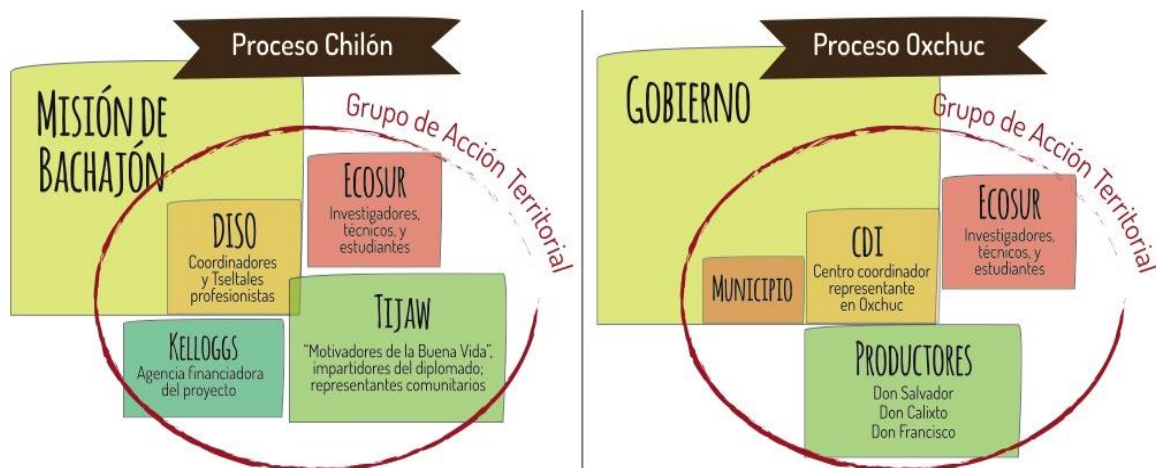 Proceso Chilón
MISIÓN DE
BACHAJÓN
Grupo de Acción Territorial
ECOSUR
Investigadores,
técnicos, y
estudiantes
DISO
Coordinadores
y Tseltales
profesionistas
TIJAW
"Motivadores de la Buena Vida",
impartidores del diplomado;
representantes comunitarios
KELLOGGS
Agencia financiadora
del proyecto
Proceso Oxchuc
GOBIERNO
Grupo de Acción Territorial
ECOSUR
Investigadores,
técnicos, y
estudiantes
CDI
Centro coordinador
representante
en Oxchuc
MUNICIPIO
PRODUCTORES
Don Salvador
Don Calixto
Don Francisco